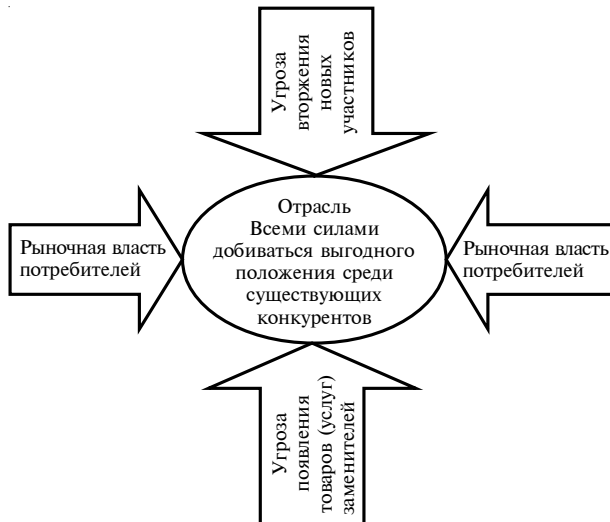 Угроза
вторжения
новых
участников
Отрасль
Всеми силами
добиваться выгодного
положения среди
существующих
конкурентов
Рыночная власть
потребителей
Рыночная власть
потребителей
Угроза
появления
товаров (услуг)
заменителей